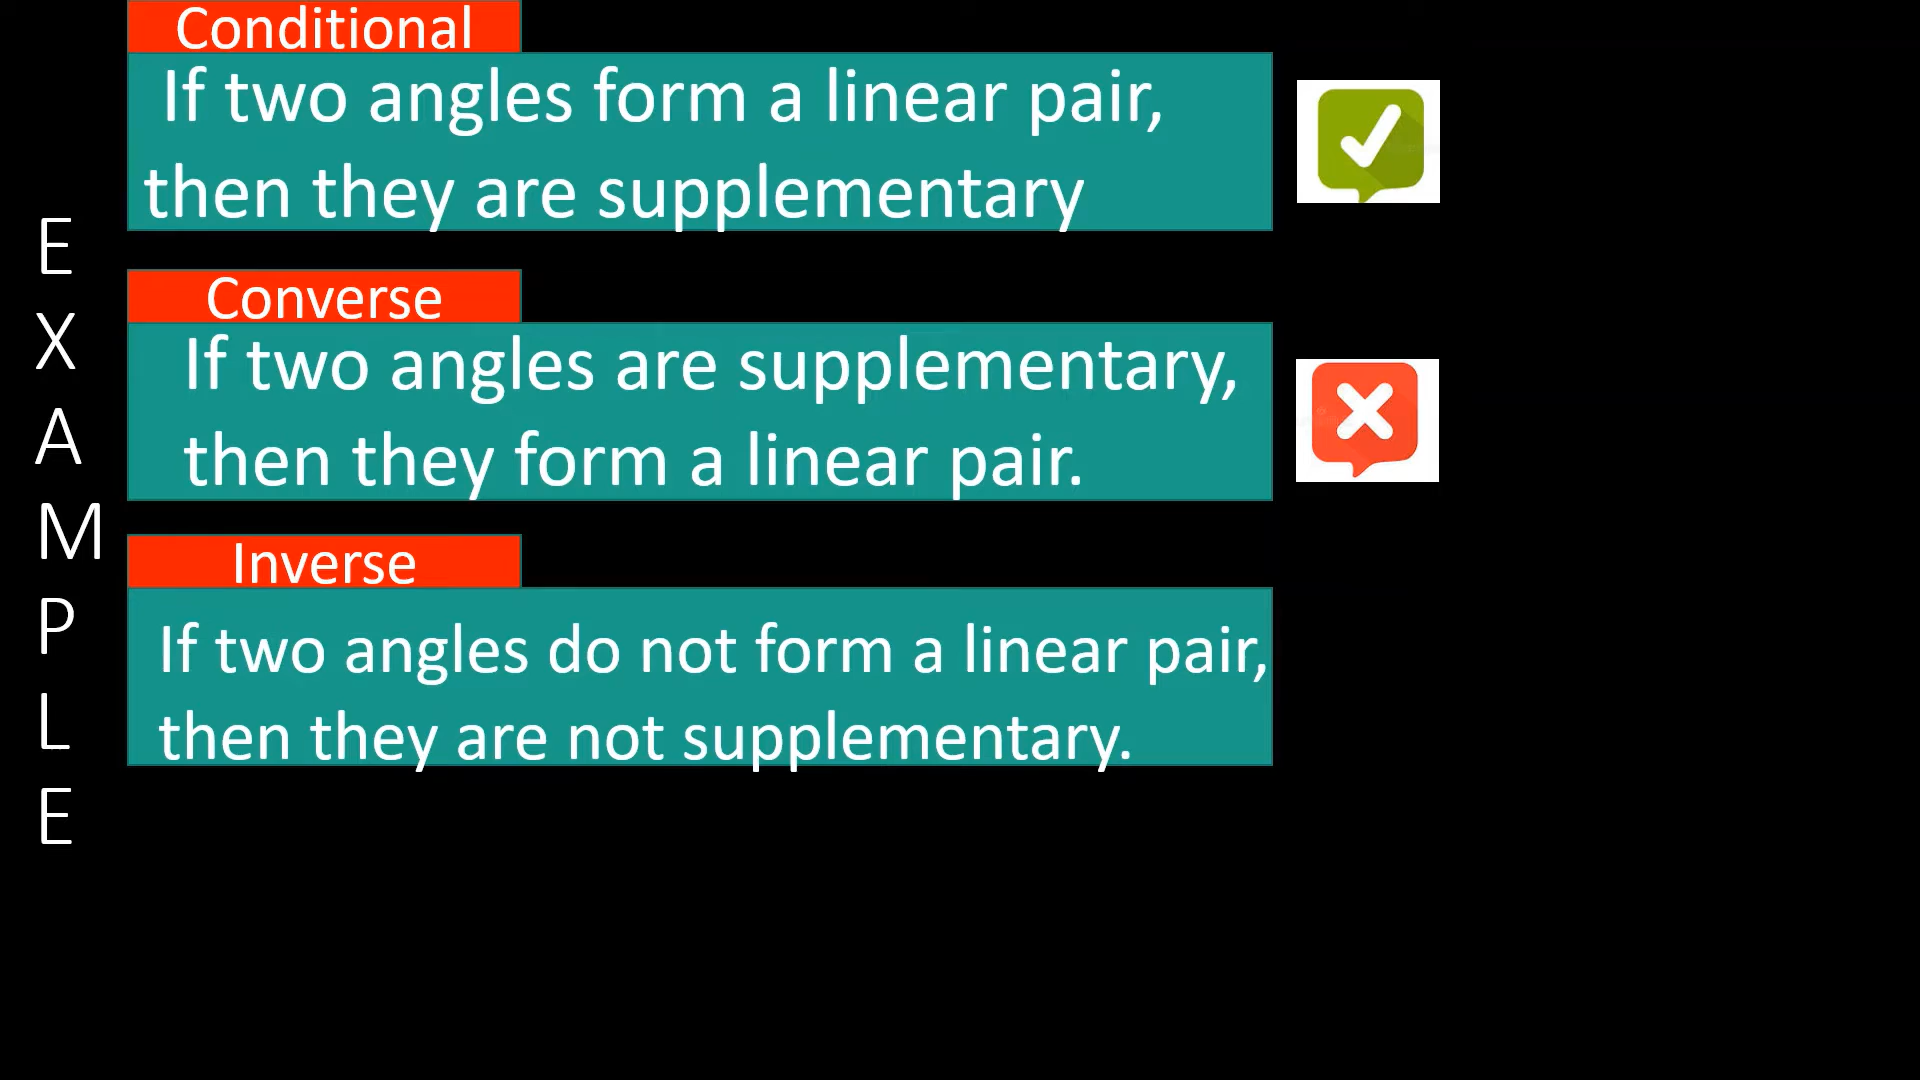 Conditional
If two angles form a linear pair,
then they are supplementary
Converse
If two angles are supplementary,
then they form a linear pair.
Inverse
If two angles do not form a linear pair,
then they are not supplementary.
E
X
A
M
P
L
E